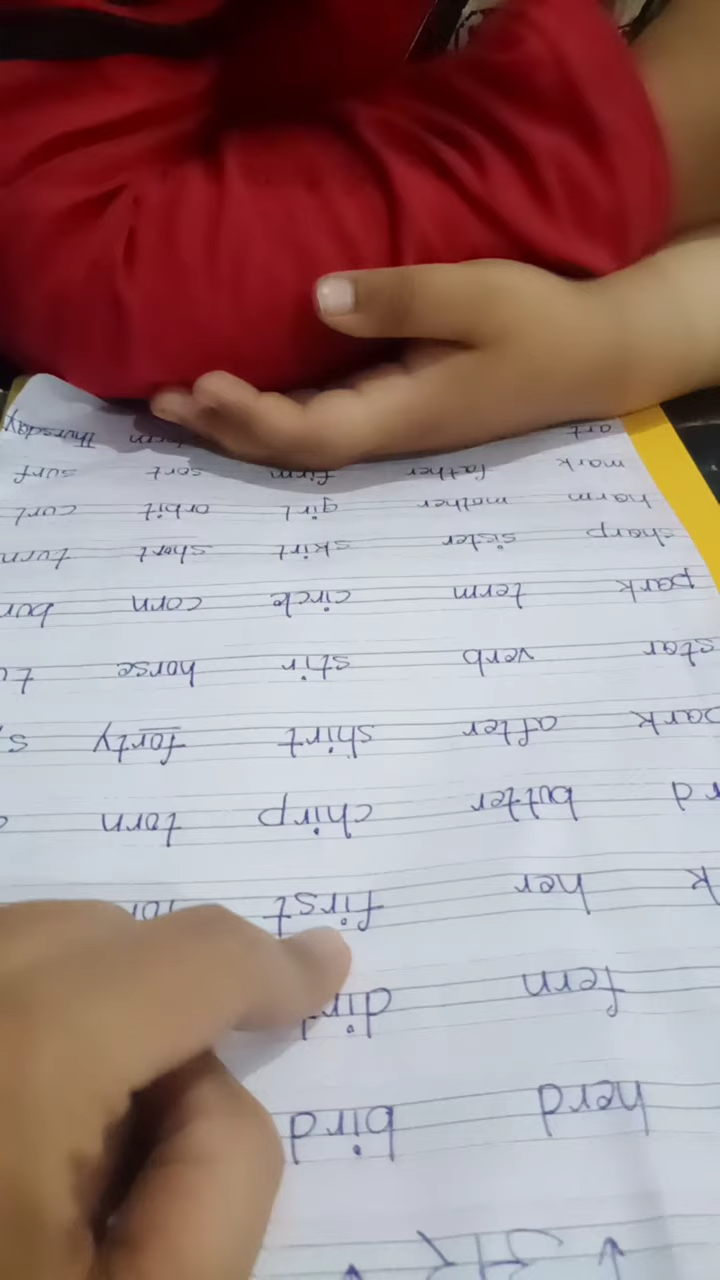 herd bird
fern
her first
butter chirp torn
after shirt forty
star verb stir horse
park term circle corn
sharp sister skirt short turn
harm mother girl orbit curl
mark father firm sort surf
art Thursday